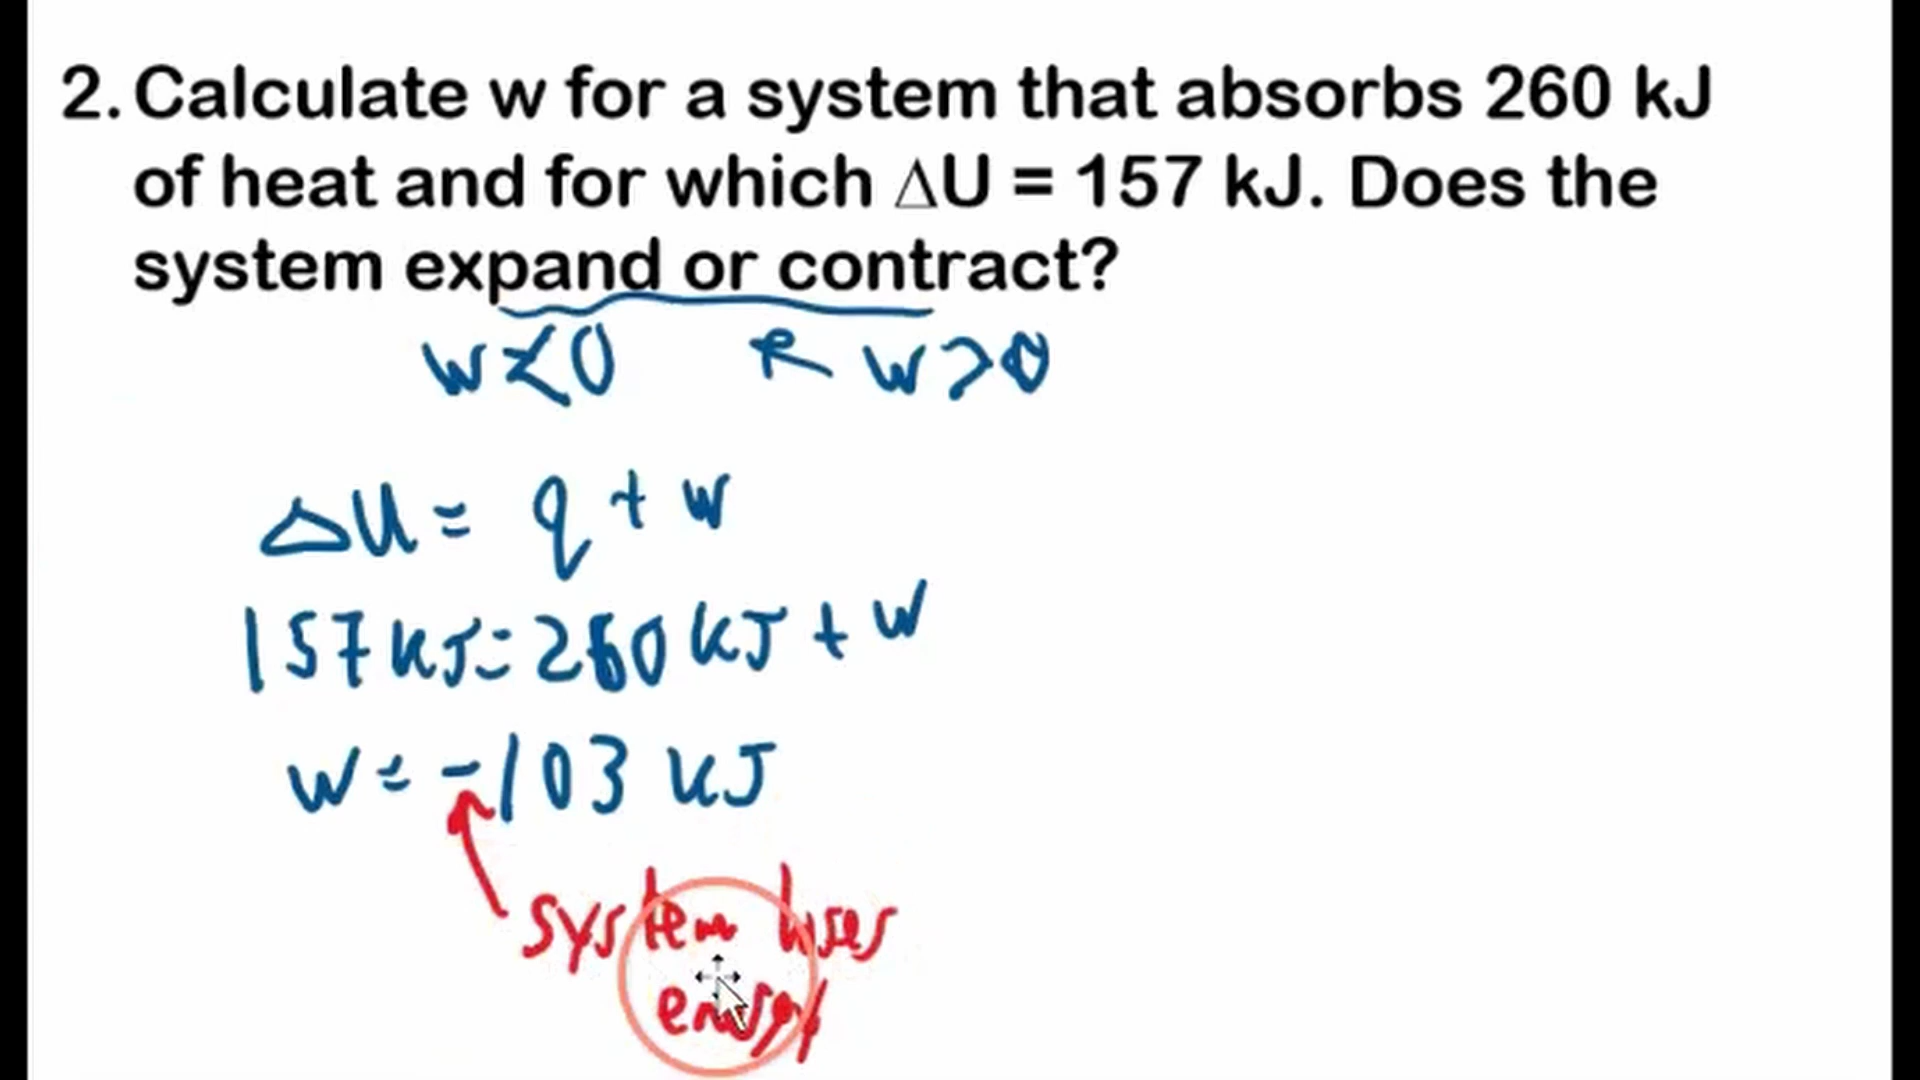 2. Calculate w for a system that absorbs 260 kJ
of heat and for which ΔU = 157 kJ. Does the
system expand or contract?
w<0 w>0
ΔU = q + w
157 kJ = 260 kJ + w
w = -103 kJ
system uses
energy